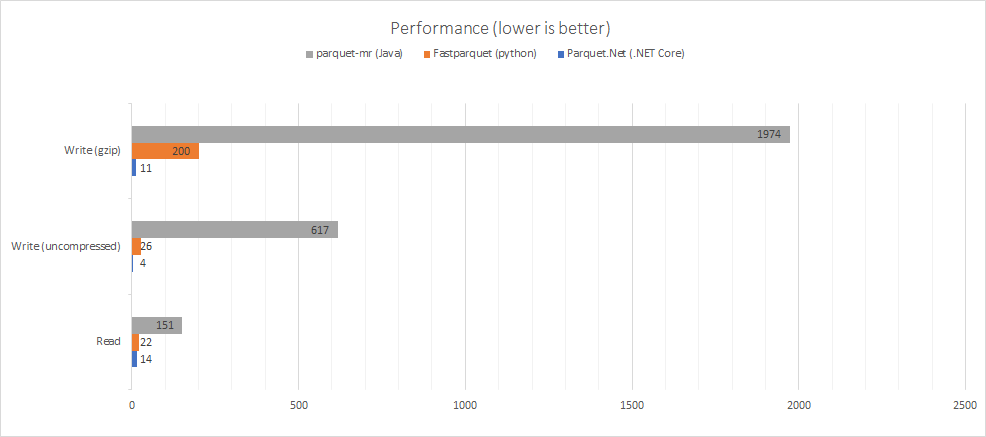 Performance (lower is better)
parquet-mr (Java) Fastparquet (python) Parquet.Net (.NET Core)
Write (gzip)
1974
200
11
Write (uncompressed)
617
26
4
Read
151
22
14
0 500 1000 1500 2000 2500